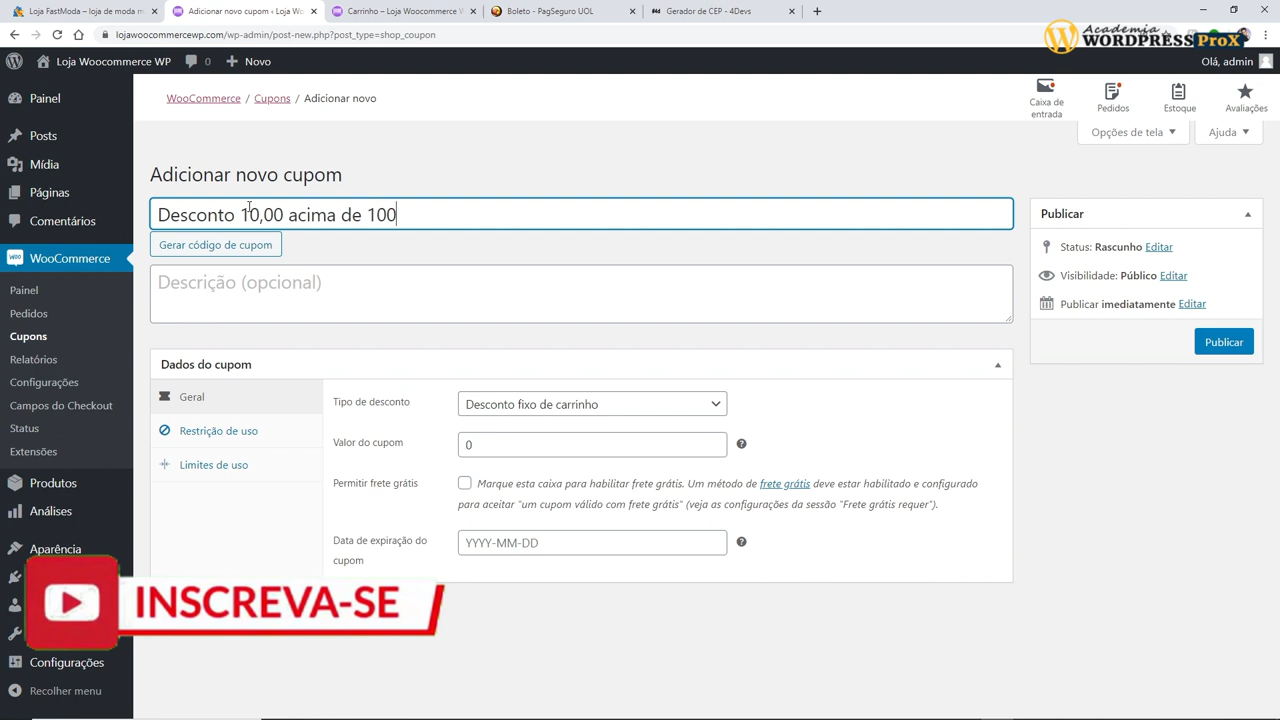 Loja FastModa – loja de moda m
Adicionar novo cupom ‹ Loja Wo
Carrinho – Loja Woocommerce W
Boleto - PagSeguro UOL
Gerador de CEP - 4Devs
lojawoocommercewp.com/wp-admin/post-new.php?post_type=shop_coupon
Academia
WORDPRESS ProX
Loja Woocommerce WP
0
Novo
Olá, admin
Painel
Posts
Mídia
Páginas
Comentários
WooCommerce
Painel
Pedidos
Cupons
Relatórios
Configurações
Campos do Checkout
Status
Extensões
Produtos
Análises
Aparência
Configurações
Recolher menu
WooCommerce / Cupons / Adicionar novo
Caixa de
entrada
Pedidos
Estoque
Avaliações
Opções de tela
Ajuda
Adicionar novo cupom
Desconto 10,00 acima de 100
Gerar código de cupom
Descrição (opcional)
Publicar
Status: Rascunho Editar
Visibilidade: Público Editar
Publicar imediatamente Editar
Publicar
Dados do cupom
Geral
Restrição de uso
Limites de uso
Tipo de desconto
Desconto fixo de carrinho
Valor do cupom
0
Permitir frete grátis
Marque esta caixa para habilitar frete grátis. Um método de frete grátis deve estar habilitado e configurado
para aceitar "um cupom válido com frete grátis" (veja as configurações da sessão "Frete grátis requer").
Data de expiração do
cupom
YYYY-MM-DD
INSCREVA-SE